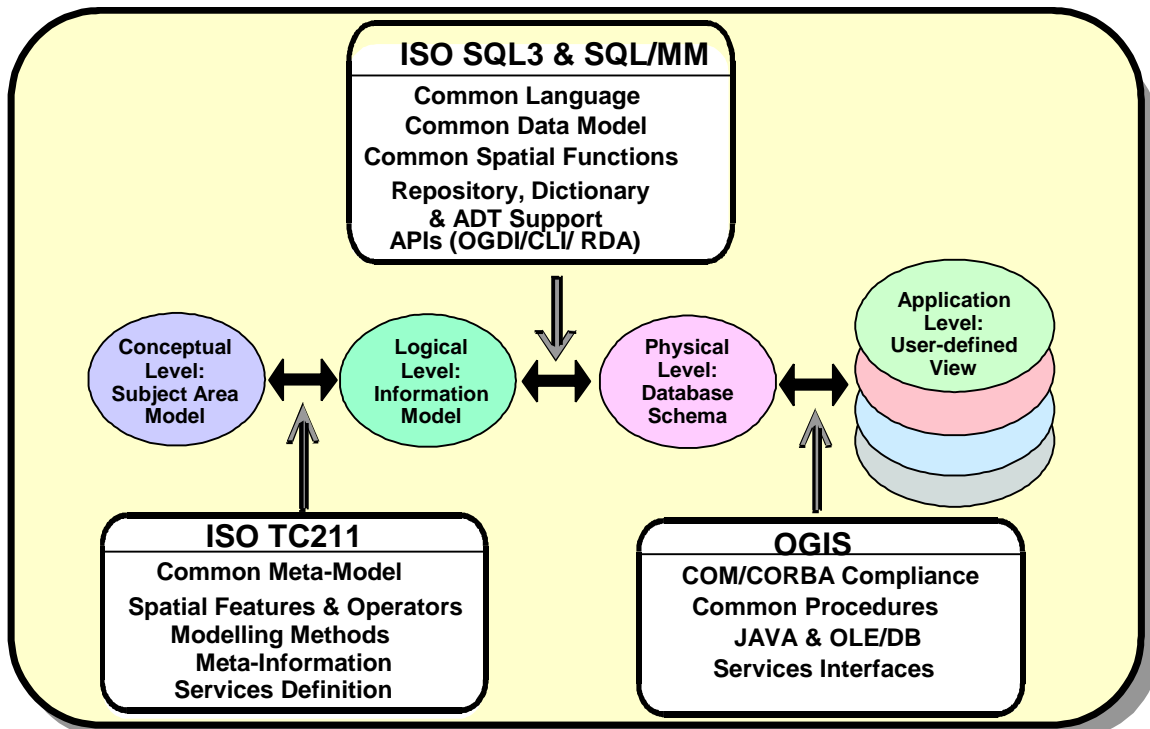 ISO SQL3 & SQL/MM
Common Language
Common Data Model
Common Spatial Functions
Repository, Dictionary
& ADT Support
APIs (OGDI/CLI/ RDA)
Conceptual
Level:
Subject Area
Model
Logical
Level:
Information
Model
Physical
Level:
Database
Schema
Application
Level:
User-defined
View
ISO TC211
Common Meta-Model
Spatial Features & Operators
Modelling Methods
Meta-Information
Services Definition
OGIS
COM/CORBA Compliance
Common Procedures
JAVA & OLE/DB
Services Interfaces